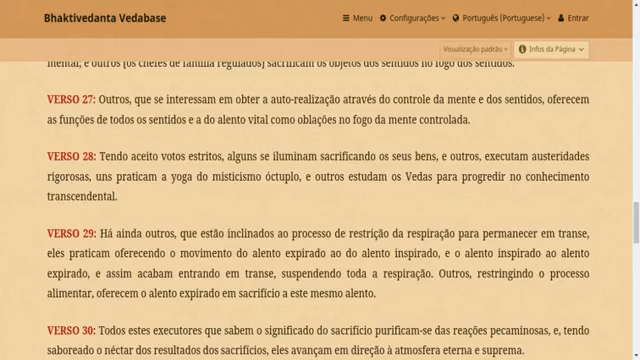 Bhaktivedanta Vedabase
Menu Configurações Português (Portuguese) Entrar
Visualização padrão Infos da Página
mental, e outros [os chefes de família regulados] sacrificam os objetos dos sentidos no fogo dos sentidos.
VERSO 27: Outros, que se interessam em obter a auto-realização através do controle da mente e dos sentidos, oferecem
as funções de todos os sentidos e a do alento vital como oblações no fogo da mente controlada.
VERSO 28: Tendo aceito votos estritos, alguns se iluminam sacrificando os seus bens, e outros, executam austeridades
rigorosas, uns praticam a yoga do misticismo óctuplo, e outros estudam os Vedas para progredir no conhecimento
transcendental.
VERSO 29: Há ainda outros, que estão inclinados ao processo de restrição da respiração para permanecer em transe,
eles praticam oferecendo o movimento do alento expirado ao do alento inspirado, e o alento inspirado ao alento
expirado, e assim acabam entrando em transe, suspendendo toda a respiração. Outros, restringindo o processo
alimentar, oferecem o alento expirado em sacrifício a este mesmo alento.
VERSO 30: Todos estes executores que sabem o significado do sacrifício purificam-se das reações pecaminosas, e, tendo
saboreado o néctar dos resultados dos sacrifícios, eles avançam em direção à atmosfera eterna e suprema.